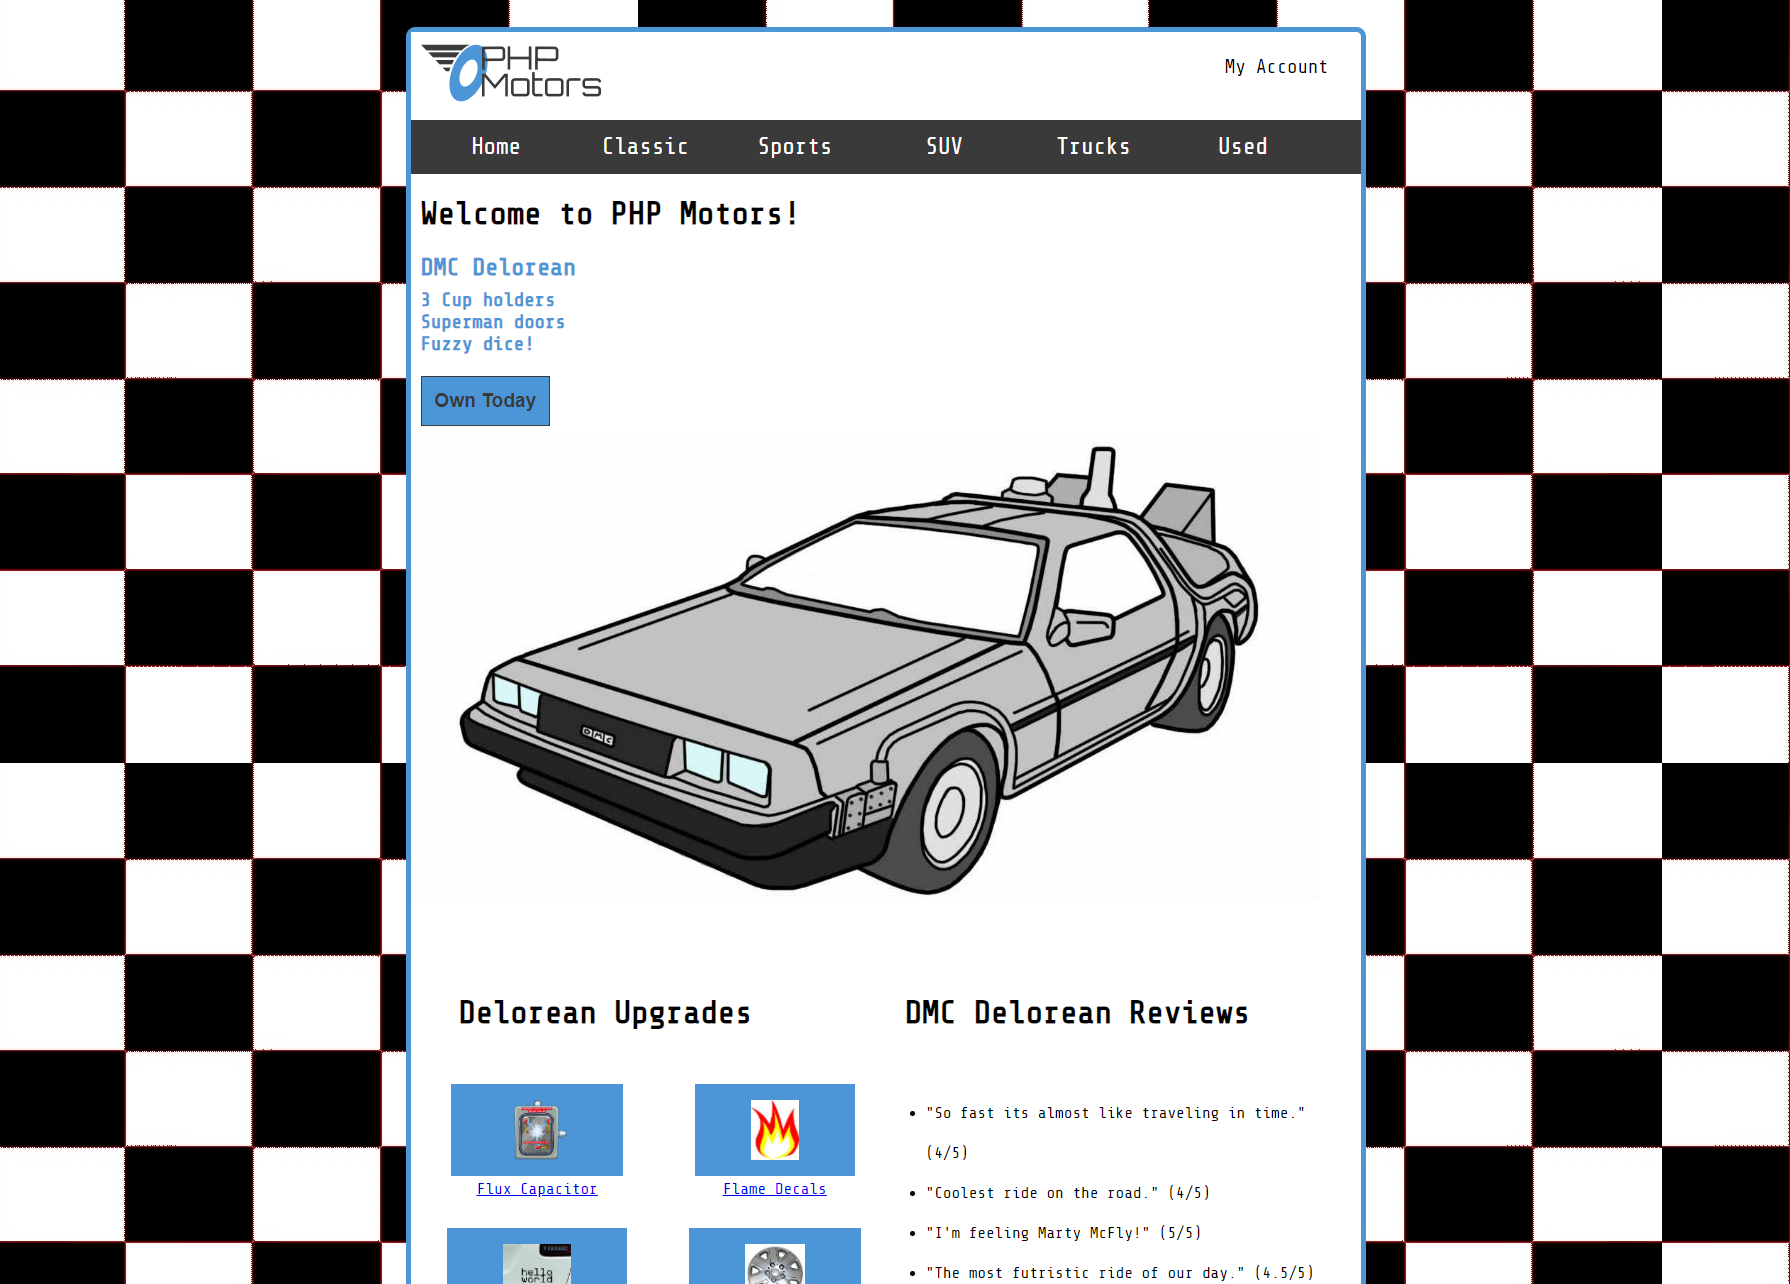 PHP
Motors
My Account
Home Classic Sports SUV Trucks Used
Welcome to PHP Motors!
DMC Delorean
3 Cup holders
Superman doors
Fuzzy dice!
Own Today
DMC
Delorean Upgrades
DMC Delorean Reviews
Flux Capacitor
Flame Decals
hello
world
"So fast its almost like traveling in time."
(4/5)
"Coolest ride on the road." (4/5)
"I'm feeling Marty McFly!" (5/5)
"The most futristic ride of our day." (4.5/5)